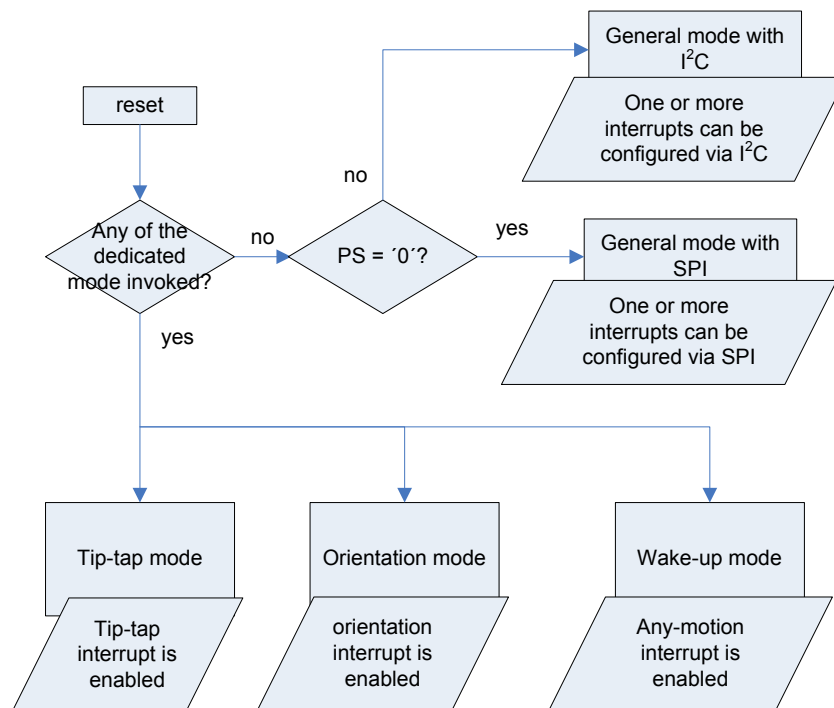 reset
Any of the
dedicated
mode invoked?
no
yes
PS = ´0´?
no
yes
General mode with
I²C
One or more
interrupts can be
configured via I²C
General mode with
SPI
One or more
interrupts can be
configured via SPI
Tip-tap mode
Tip-tap
interrupt is
enabled
Orientation mode
orientation
interrupt is
enabled
Wake-up mode
Any-motion
interrupt is
enabled